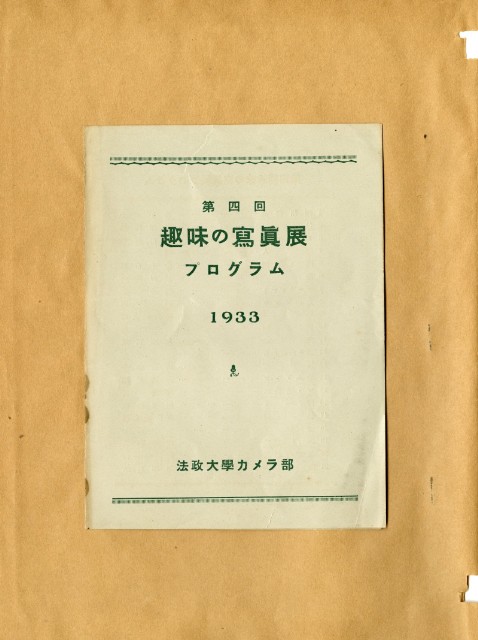 第四回
趣味の寫眞展
プログラム
1933
法政大學カメラ部